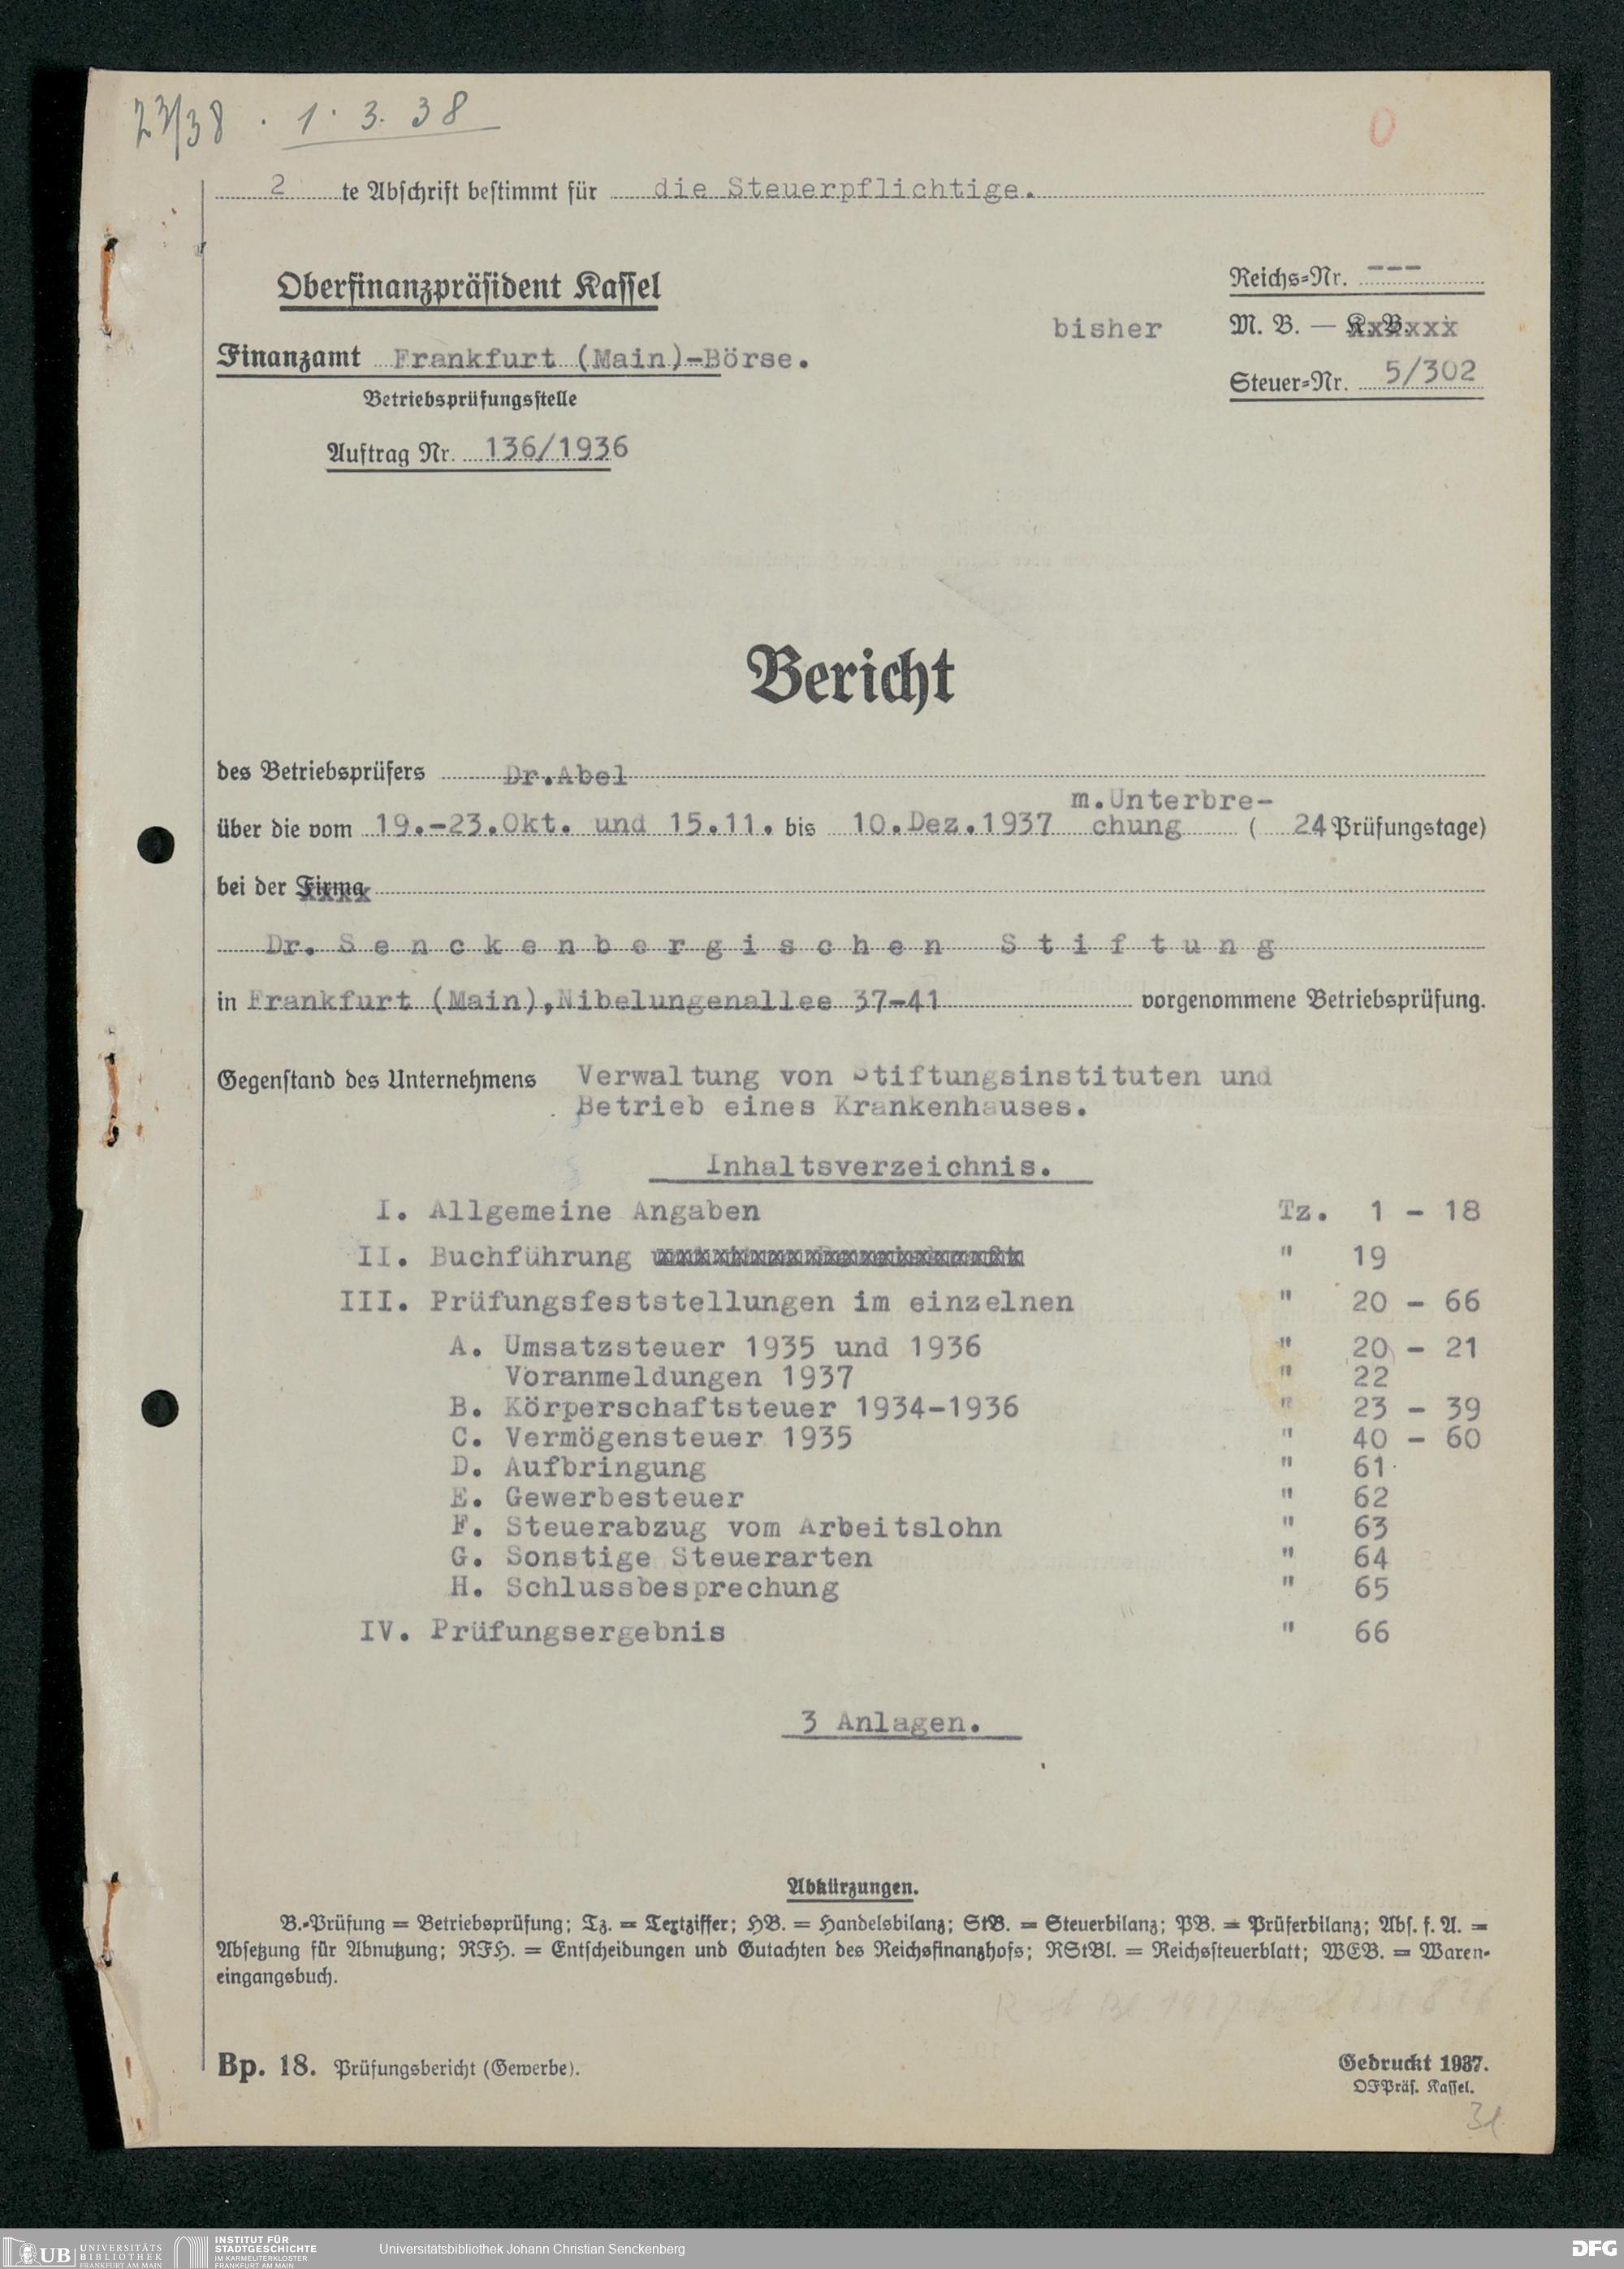 23/38 . 1. 3. 38
0
2 te Abschrift bestimmt für die Steuerpflichtige.
Oberfinanzpräsident Kassel
Reichs-Nr. ---
bisher M. B. — K. B.
Finanzamt Frankfurt (Main)-Börse.
Steuer-Nr. 5/302
Betriebsprüfungsstelle
Auftrag Nr. 136/1936
Bericht
des Betriebsprüfers Dr.Abel
m.Unterbre-
über die vom 19.-23.Okt. und 15.11. bis 10.Dez.1937 chung ( 24 Prüfungstage)
bei der Firma
Dr. S e n c k e n b e r g i s c h e n S t i f t u n g
in Frankfurt (Main),Nibelungenallee 37-41 vorgenommene Betriebsprüfung.
Gegenstand des Unternehmens Verwaltung von Stiftungsinstituten und
Betrieb eines Krankenhauses.
Inhaltsverzeichnis.
I. Allgemeine Angaben Tz. 1 - 18
II. Buchführung " 19
III. Prüfungsfeststellungen im einzelnen " 20 - 66
A. Umsatzsteuer 1935 und 1936 " 20 - 21
Voranmeldungen 1937 " 22
B. Körperschaftsteuer 1934-1936 " 23 - 39
C. Vermögensteuer 1935 " 40 - 60
D. Aufbringung " 61
E. Gewerbesteuer " 62
F. Steuerabzug vom Arbeitslohn " 63
G. Sonstige Steuerarten " 64
H. Schlussbesprechung " 65
IV. Prüfungsergebnis " 66
3 Anlagen.
Abkürzungen.
B.-Prüfung = Betriebsprüfung; Tz. = Textziffer; HB. = Handelsbilanz; StB. = Steuerbilanz; PB. = Prüferbilanz; Abs. f. A. =
Absetzung für Abnutzung; RFH. = Entscheidungen und Gutachten des Reichsfinanzhofs; RStBl. = Reichssteuerblatt; WEB. = Waren-
eingangsbuch.
Bp. 18. Prüfungsbericht (Gewerbe).
Gedruckt 1937.
OFPräs. Kassel.
UB UNIVERSITÄTS
BIBLIOTHEK
FRANKFURT AM MAIN
INSTITUT FÜR
STADTGESCHICHTE
IM KARMELITERKLOSTER
FRANKFURT AM MAIN
Universitätsbibliothek Johann Christian Senckenberg
DFG